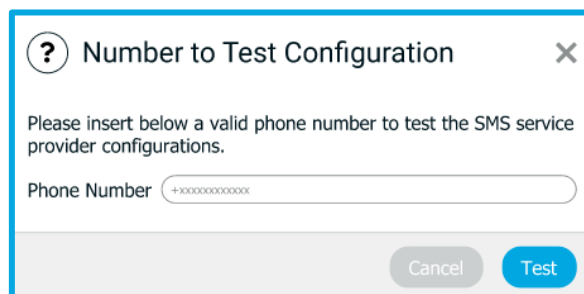 ? Number to Test Configuration ×
Please insert below a valid phone number to test the SMS service
provider configurations.
Phone Number +xxxxxxxxxxxx
Cancel Test